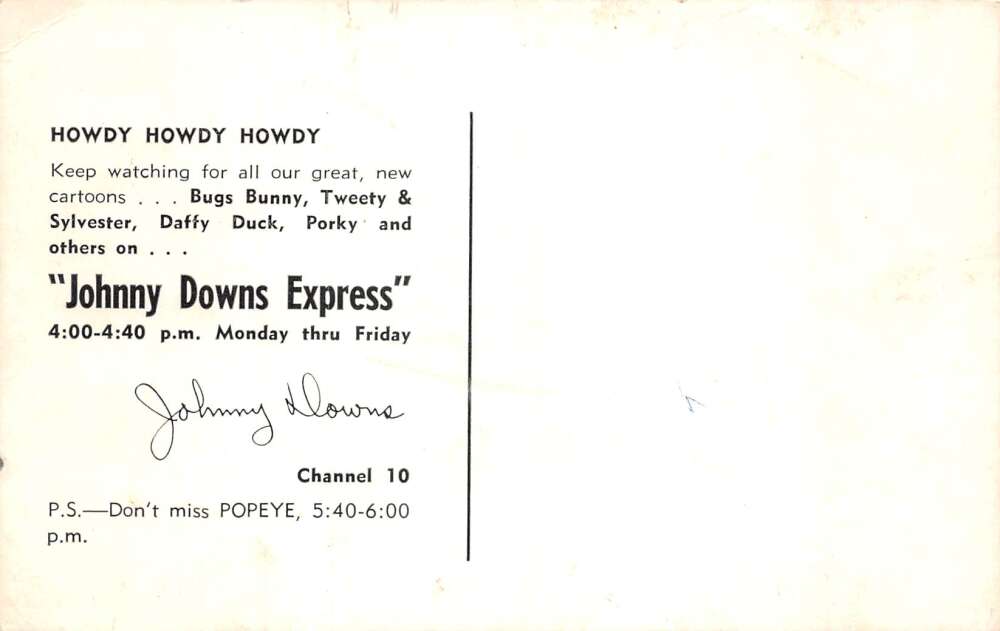 HOWDY HOWDY HOWDY
Keep watching for all our great, new
cartoons . . . Bugs Bunny, Tweety &
Sylvester, Daffy Duck, Porky and
others on . . .
"Johnny Downs Express"
4:00-4:40 p.m. Monday thru Friday
Johnny Downs
Channel 10
P.S.—Don't miss POPEYE, 5:40-6:00
p.m.